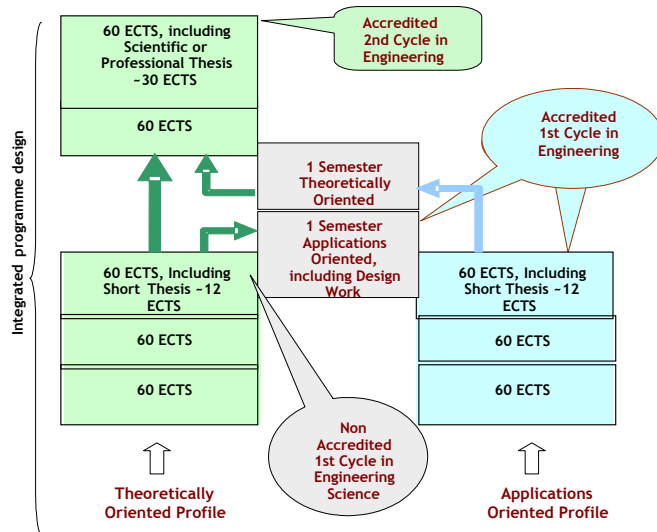 60 ECTS, including
Scientific or
Professional Thesis
~30 ECTS
60 ECTS
Accredited
2nd Cycle in
Engineering
Accredited
1st Cycle in
Engineering
1 Semester
Theoretically
Oriented
1 Semester
Applications
Oriented,
including Design
Work
Integrated programme design
60 ECTS, Including
Short Thesis ~12
ECTS
60 ECTS
60 ECTS
60 ECTS, Including
Short Thesis ~12
ECTS
60 ECTS
60 ECTS
Non
Accredited
1st Cycle in
Engineering
Science
Theoretically
Oriented Profile
Applications
Oriented Profile